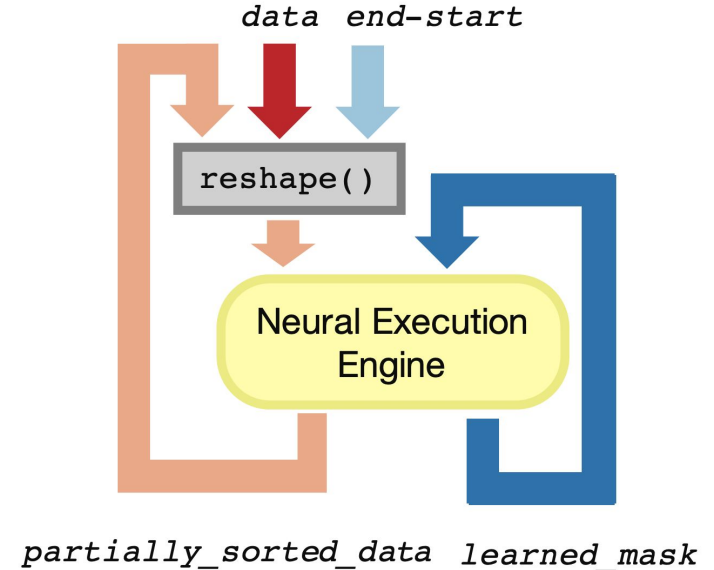 data end-start
reshape()
Neural Execution
Engine
partially_sorted_data learned_mask